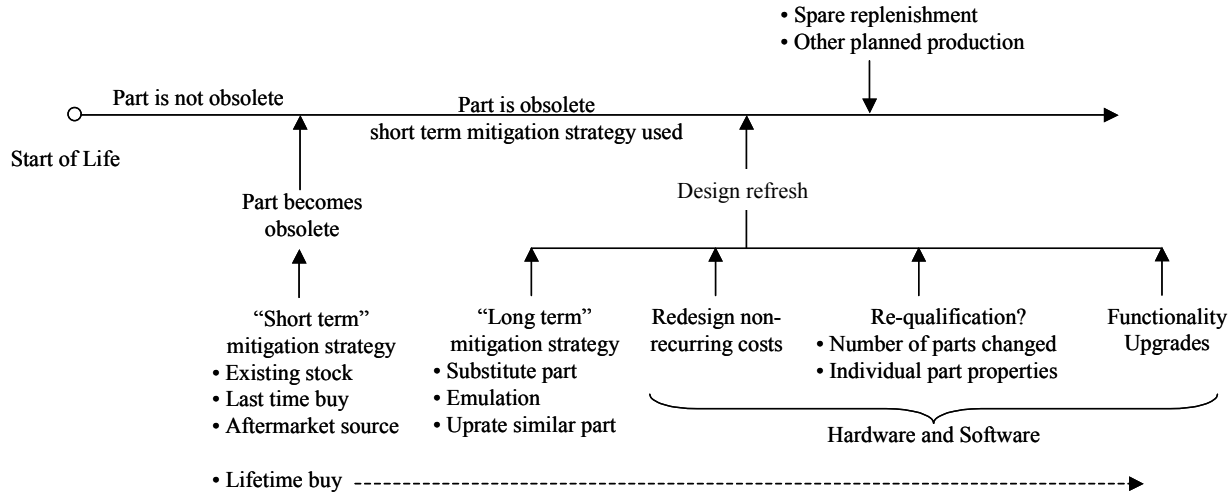 • Spare replenishment
• Other planned production
Part is not obsolete
Part is obsolete
short term mitigation strategy used
Start of Life
Part becomes
obsolete
Design refresh
“Short term”
mitigation strategy
• Existing stock
• Last time buy
• Aftermarket source
• Lifetime buy
“Long term”
mitigation strategy
• Substitute part
• Emulation
• Uprate similar part
Redesign non-
recurring costs
Re-qualification?
• Number of parts changed
• Individual part properties
Functionality
Upgrades
Hardware and Software